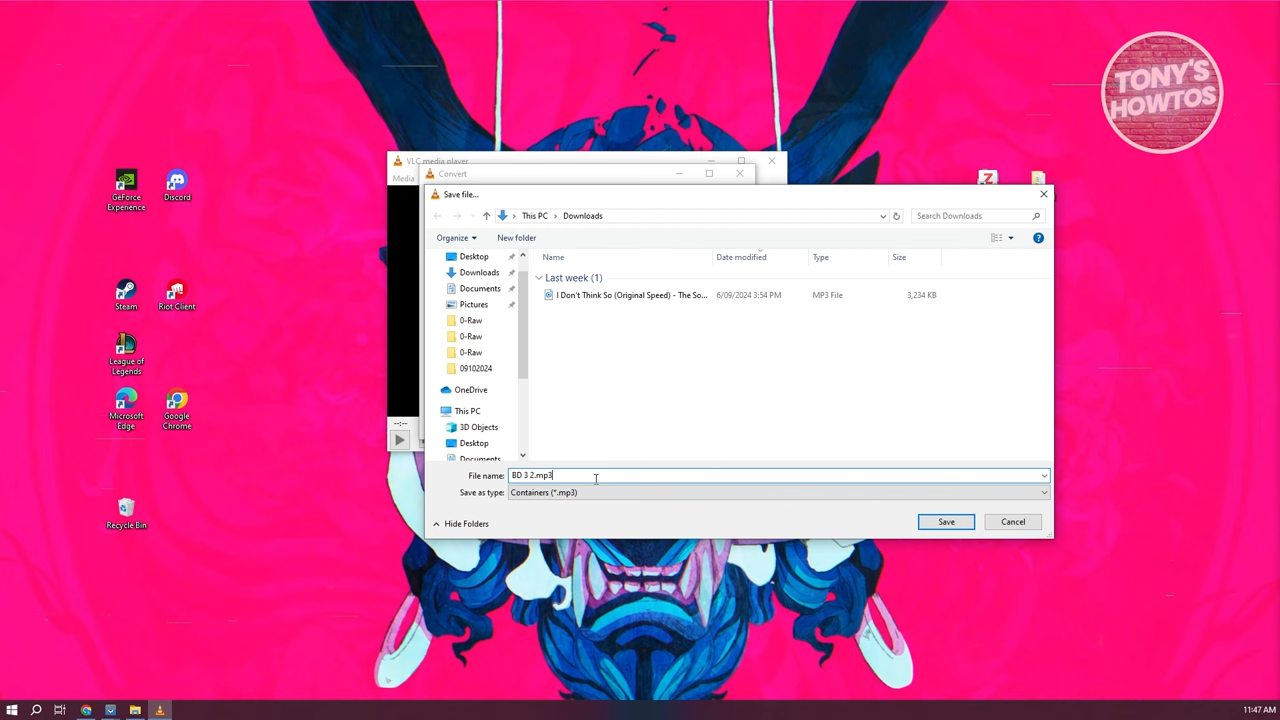 TONY'S
HOWTOS
VLC media player
Media
Convert
Save file...
This PC > Downloads
Search Downloads
Organize
New folder
Desktop
Downloads
Documents
Pictures
0-Raw
0-Raw
0-Raw
09102024
OneDrive
This PC
3D Objects
Desktop
Documents
Name
Date modified
Type
Size
Last week (1)
I Don't Think So (Original Speed) - The So...
6/09/2024 3:54 PM
MP3 File
3,234 KB
File name:
BD 3 2.mp3
Save as type:
Containers (*.mp3)
Hide Folders
Save
Cancel
--:--
GeForce
Experience
Discord
Steam
Riot Client
League of
Legends
Microsoft
Edge
Google
Chrome
Recycle Bin
11:47 AM